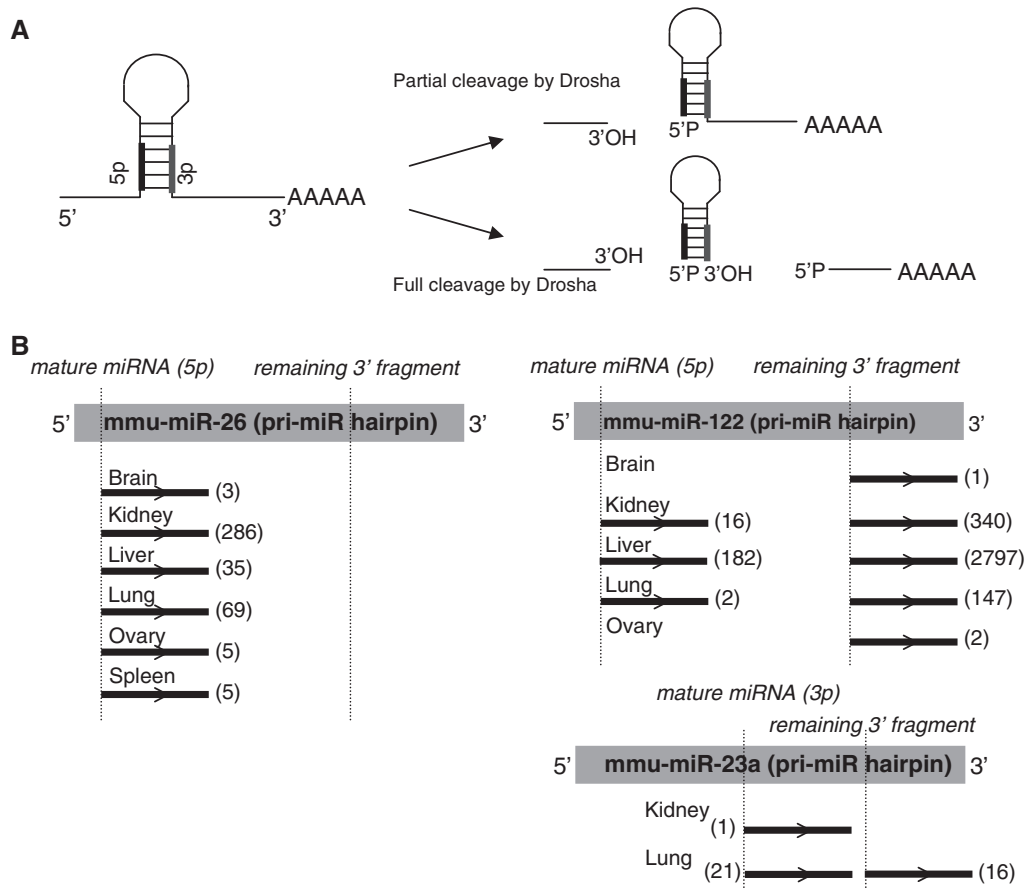 A
Partial cleavage by Drosha
3'OH
5'P
AAAAA
5p
3p
5'
3'
AAAAA
3'OH
5'P 3'OH
5'P
AAAAA
Full cleavage by Drosha
B
mature miRNA (5p)
remaining 3' fragment
5'
mmu-miR-26 (pri-miR hairpin)
3'
Brain
(3)
Kidney
(286)
Liver
(35)
Lung
(69)
Ovary
(5)
Spleen
(5)
mature miRNA (5p)
remaining 3' fragment
5'
mmu-miR-122 (pri-miR hairpin)
3'
Brain
(1)
Kidney
(16)
(340)
Liver
(182)
(2797)
Lung
(2)
(147)
Ovary
(2)
mature miRNA (3p)
remaining 3' fragment
5'
mmu-miR-23a (pri-miR hairpin)
3'
Kidney
(1)
Lung
(21)
(16)